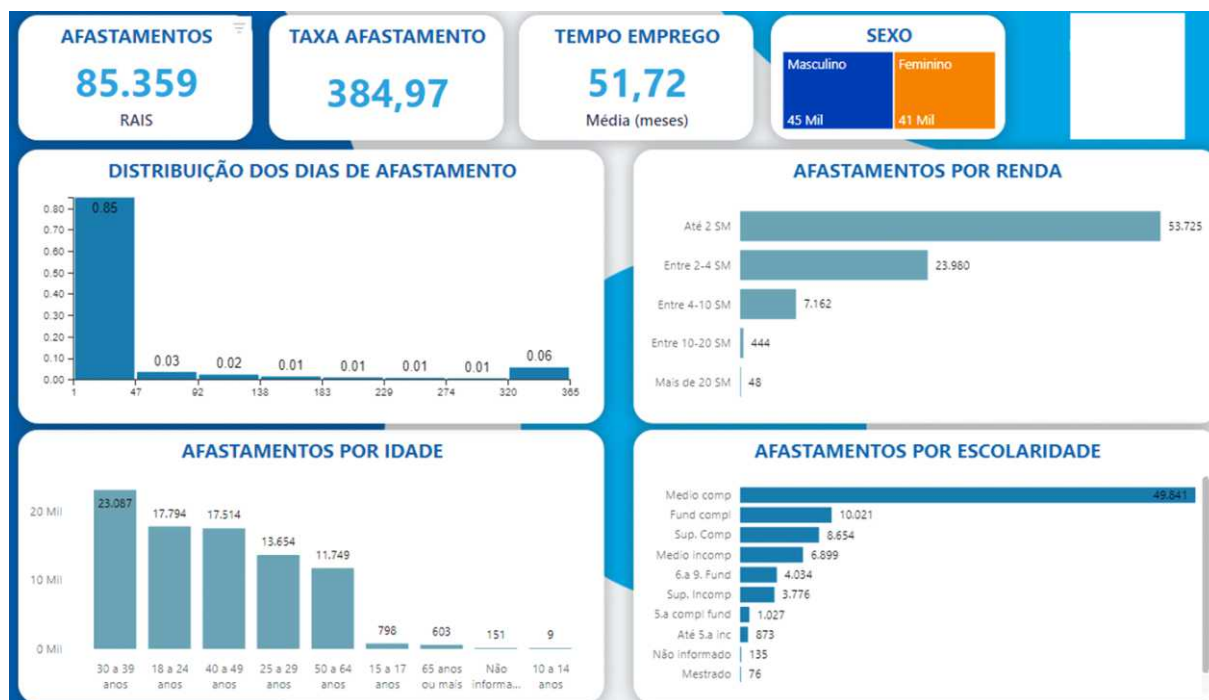 AFASTAMENTOS
85.359
RAIS
TAXA AFASTAMENTO
384,97
TEMPO EMPREGO
51,72
Média (meses)
SEXO
Masculino
Feminino
45 Mil
41 Mil
DISTRIBUIÇÃO DOS DIAS DE AFASTAMENTO
0.80
0.70
0.60
0.50
0.40
0.30
0.20
0.10
0.00
0.85
0.03
0.02
0.01
0.01
0.01
0.01
0.06
1
47
92
138
183
229
274
320
365
AFASTAMENTOS POR RENDA
Até 2 SM
53.725
Entre 2-4 SM
23.980
Entre 4-10 SM
7.162
Entre 10-20 SM
444
Mais de 20 SM
48
AFASTAMENTOS POR IDADE
20 Mil
10 Mil
0 Mil
23.087
17.794
17.514
13.654
11.749
798
603
151
9
30 a 39
anos
18 a 24
anos
40 a 49
anos
25 a 29
anos
50 a 64
anos
15 a 17
anos
65 anos
ou mais
Não
informa...
10 a 14
anos
AFASTAMENTOS POR ESCOLARIDADE
Medio comp
49.841
Fund compl
10.021
Sup. Comp
8.654
Medio incomp
6.899
6.a 9. Fund
4.034
Sup. Incomp
3.776
5.a compl fund
1.027
Até 5.a inc
873
Não informado
135
Mestrado
76